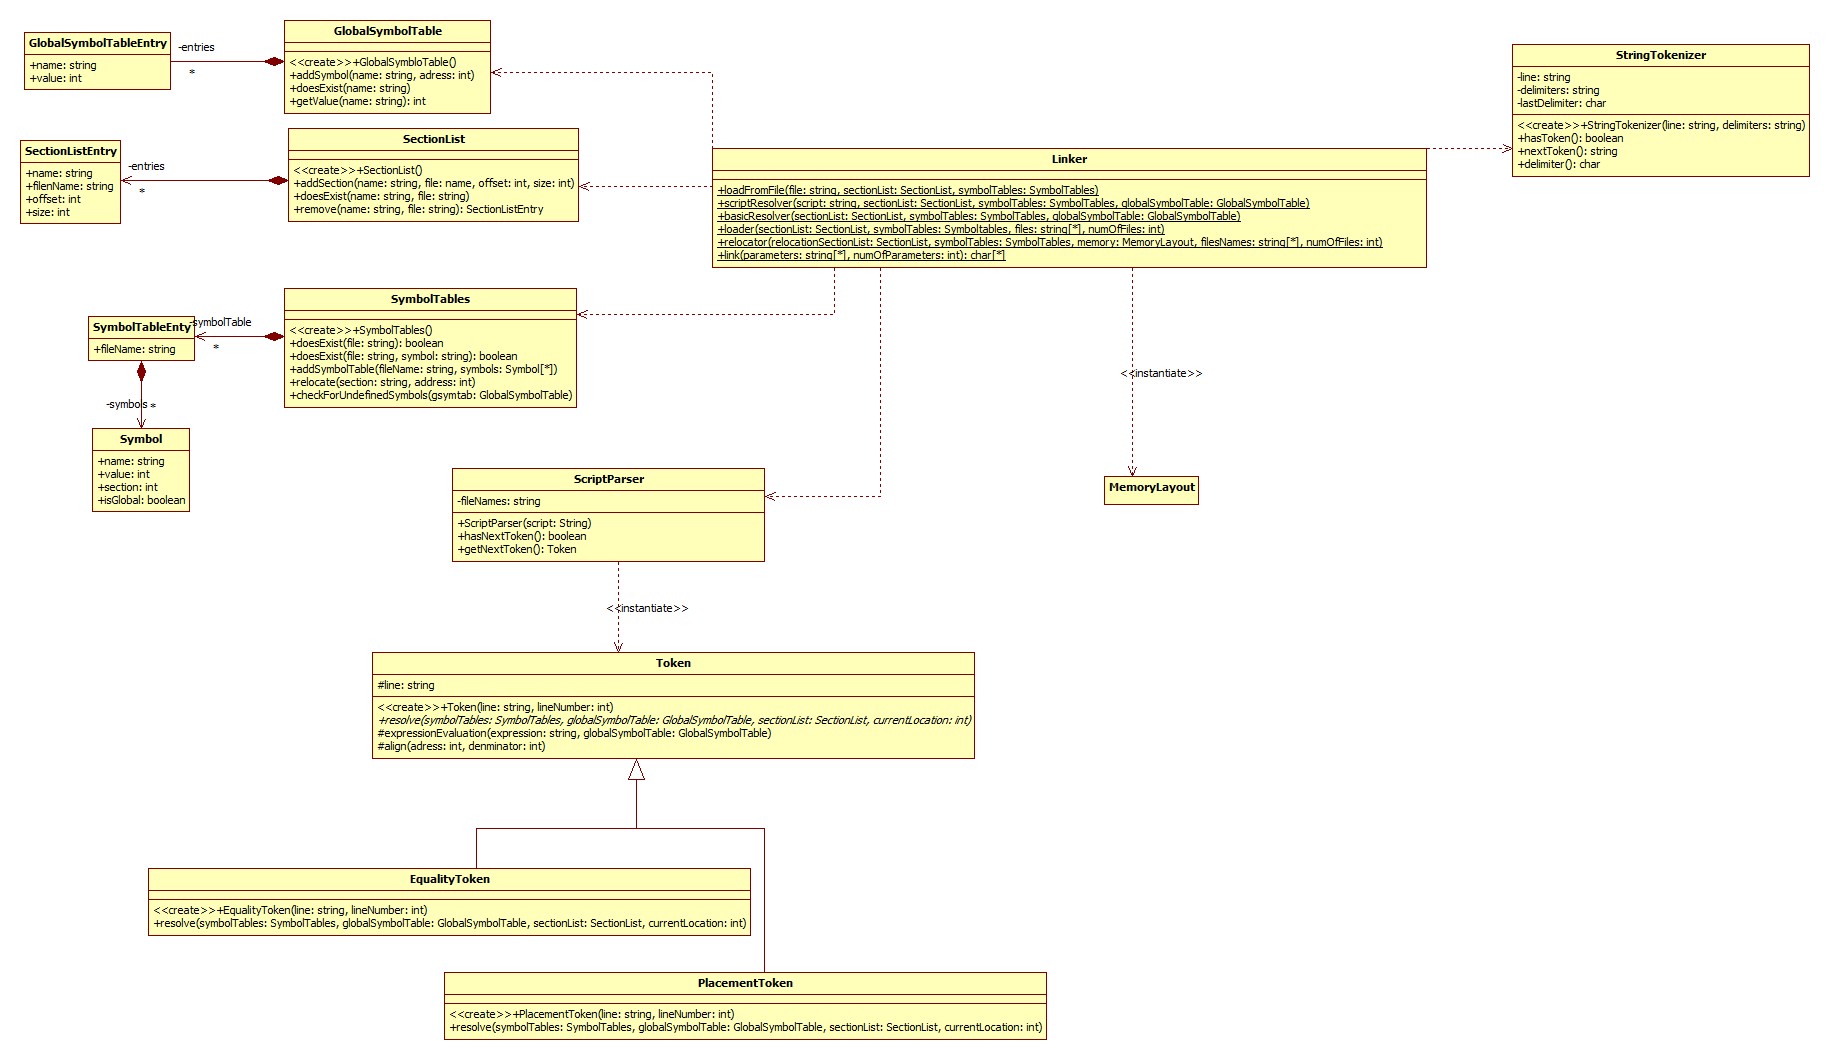 GlobalSymbolTableEntry
+name: string
+value: int
-entries
*
GlobalSymbolTable
<<create>>+GlobalSymbloTable()
+addSymbol(name: string, adress: int)
+doesExist(name: string)
+getValue(name: string): int
StringTokenizer
-line: string
-delimiters: string
-lastDelimiter: char
<<create>>+StringTokenizer(line: string, delimiters: string)
+hasToken(): boolean
+nextToken(): string
+delimiter(): char
SectionListEntry
+name: string
+filenName: string
+offset: int
+size: int
-entries
*
SectionList
<<create>>+SectionList()
+addSection(name: string, file: name, offset: int, size: int)
+doesExist(name: string, file: string)
+remove(name: string, file: string): SectionListEntry
Linker
+loadFromFile(file: string, sectionList: SectionList, symbolTables: SymbolTables)
+scriptResolver(script: string, sectionList: SectionList, symbolTables: SymbolTables, globalSymbolTable: GlobalSymbolTable)
+basicResolver(sectionList: SectionList, symbolTables: SymbolTables, globalSymbolTable: GlobalSymbolTable)
+loader(sectionList: SectionList, symbolTables: Symboltables, files: string[*], numOfFiles: int)
+relocator(relocationSectionList: SectionList, symbolTables: SymbolTables, memory: MemoryLayout, filesNames: string[*], numOfFiles: int)
+link(parameters: string[*], numOfParameters: int): char[*]
SymbolTableEnty
+fileName: string
-symbolTable
*
SymbolTables
<<create>>+SymbolTables()
+doesExist(file: string): boolean
+doesExist(file: string, symbol: string): boolean
+addSymbolTable(fileName: string, symbols: Symbol[*])
+relocate(section: string, address: int)
+checkForUndefinedSymbols(gsymtab: GlobalSymbolTable)
-symbols *
Symbol
+name: string
+value: int
+section: int
+isGlobal: boolean
<<instantiate>>
MemoryLayout
ScriptParser
-fileNames: string
+ScriptParser(script: String)
+hasNextToken(): boolean
+getNextToken(): Token
<<instantiate>>
Token
#line: string
<<create>>+Token(line: string, lineNumber: int)
+resolve(symbolTables: SymbolTables, globalSymbolTable: GlobalSymbolTable, sectionList: SectionList, currentLocation: int)
#expressionEvaluation(expression: string, globalSymbolTable: GlobalSymbolTable)
#align(adress: int, denminator: int)
EqualityToken
<<create>>+EqualityToken(line: string, lineNumber: int)
+resolve(symbolTables: SymbolTables, globalSymbolTable: GlobalSymbolTable, sectionList: SectionList, currentLocation: int)
PlacementToken
<<create>>+PlacementToken(line: string, lineNumber: int)
+resolve(symbolTables: SymbolTables, globalSymbolTable: GlobalSymbolTable, sectionList: SectionList, currentLocation: int)